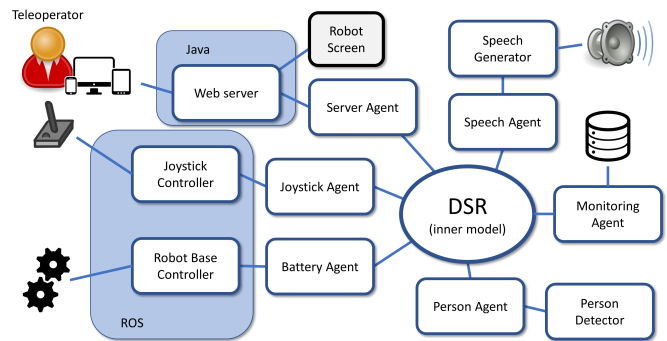 Teleoperator
Java
Robot
Screen
Speech
Generator
Web server
Server Agent
Speech Agent
Joystick
Controller
Joystick Agent
DSR
(inner model)
Monitoring
Agent
Robot Base
Controller
Battery Agent
Person Agent
Person
Detector
ROS